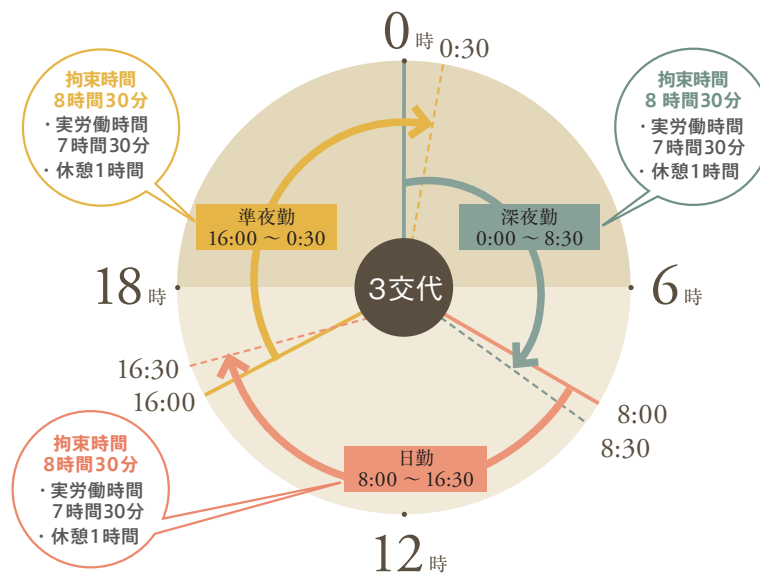 0時
0:30
拘束時間
8時間30分
・実労働時間
7時間30分
・休憩1時間
拘束時間
8時間30分
・実労働時間
7時間30分
・休憩1時間
準夜勤
16:00 ～ 0:30
深夜勤
0:00 ～ 8:30
18時
3交代
6時
16:30
16:00
8:00
8:30
拘束時間
8時間30分
・実労働時間
7時間30分
・休憩1時間
日勤
8:00 ～ 16:30
12時